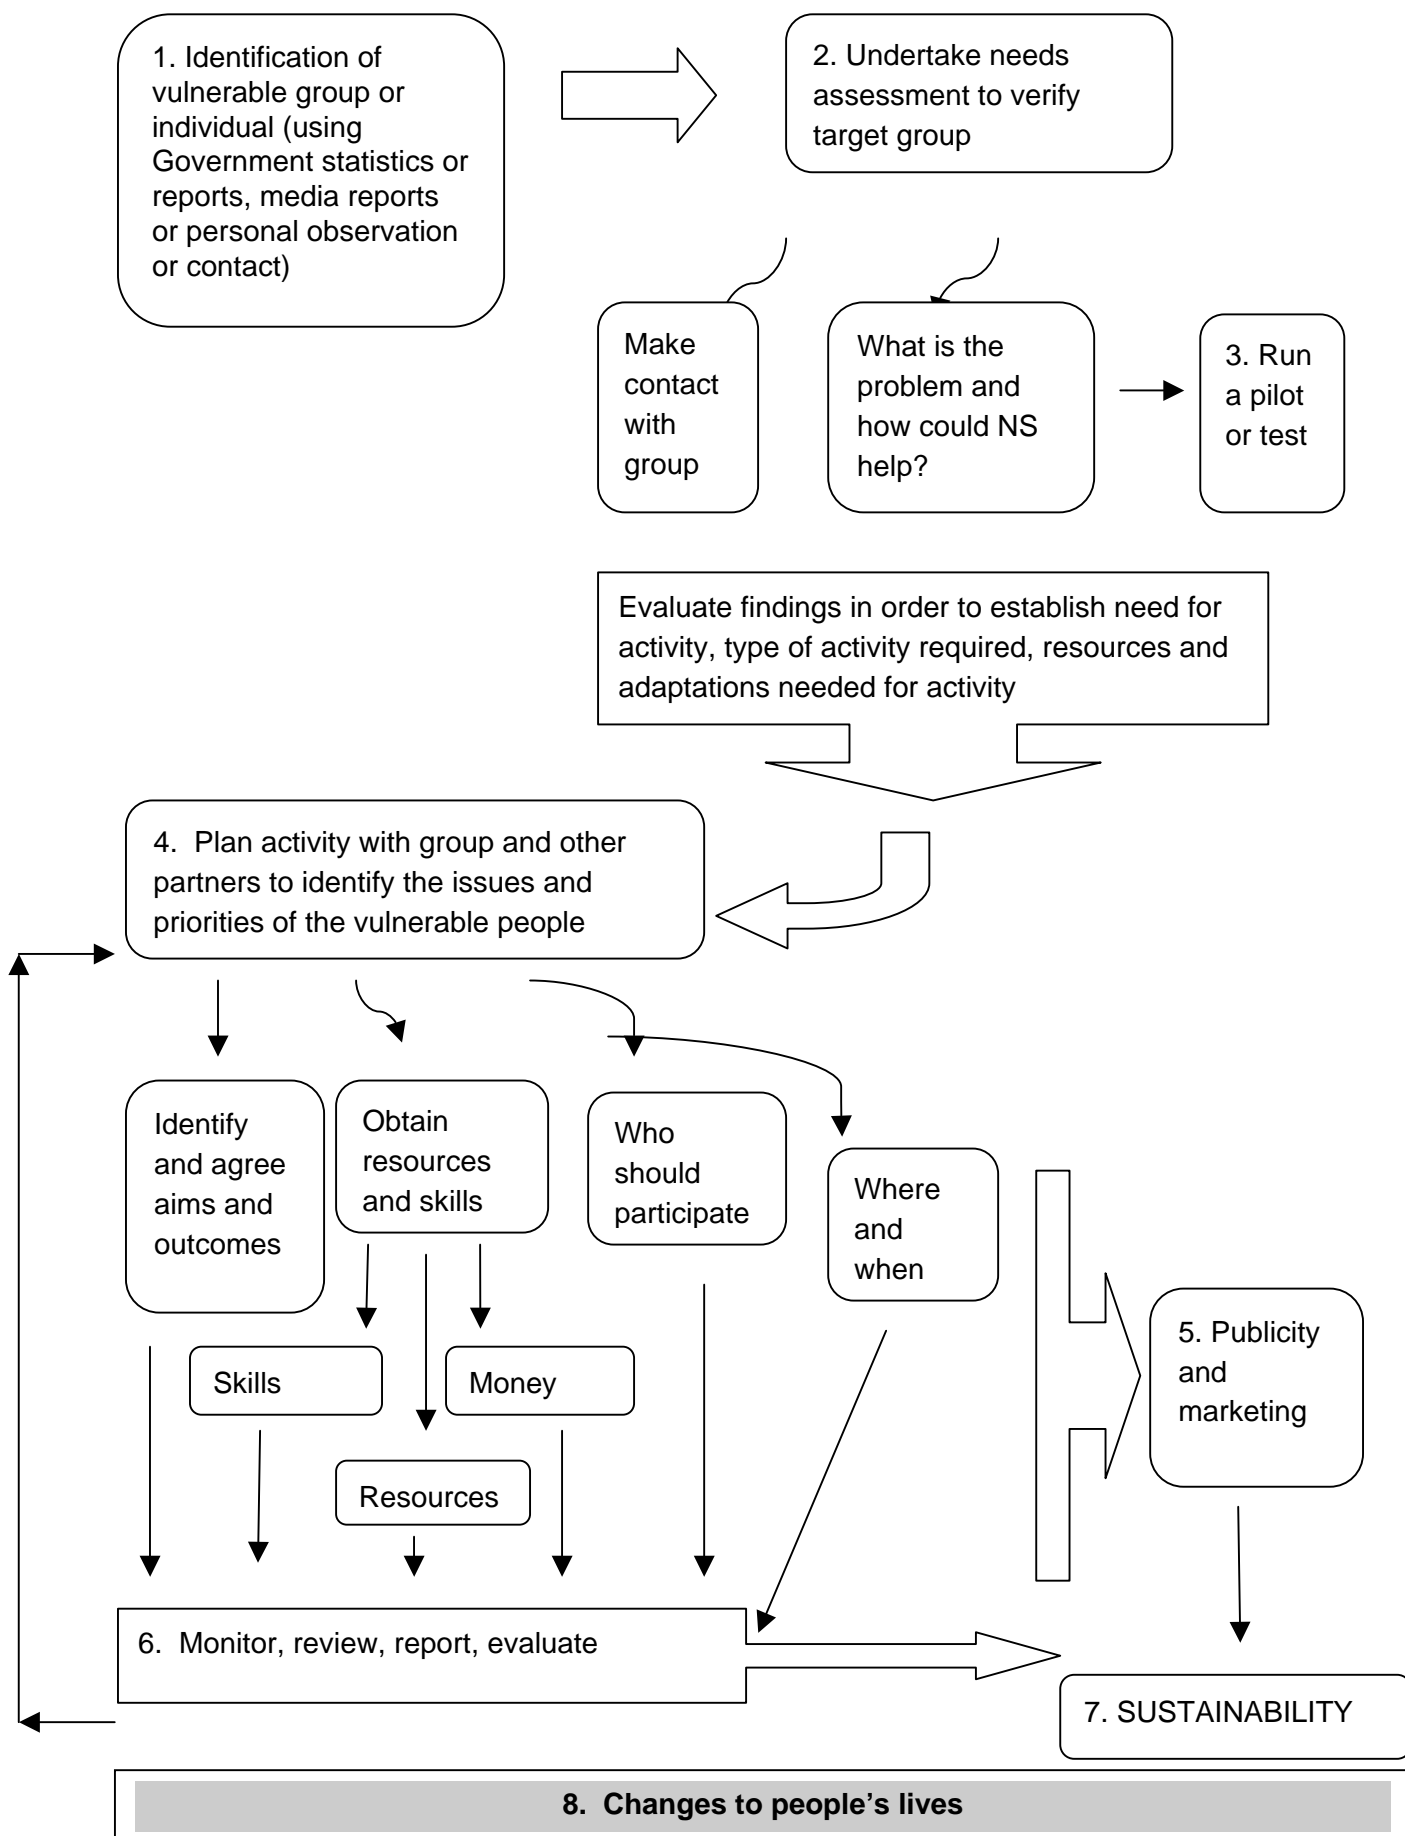 1. Identification of
vulnerable group or
individual (using
Government statistics or
reports, media reports
or personal observation
or contact)
2. Undertake needs
assessment to verify
target group
Make
contact
with
group
What is the
problem and
how could NS
help?
3. Run
a pilot
or test
Evaluate findings in order to establish need for
activity, type of activity required, resources and
adaptations needed for activity
4. Plan activity with group and other
partners to identify the issues and
priorities of the vulnerable people
Identify
and agree
aims and
outcomes
Obtain
resources
and skills
Who
should
participate
Where
and
when
5. Publicity
and
marketing
Skills
Money
Resources
6. Monitor, review, report, evaluate
7. SUSTAINABILITY
8. Changes to people's lives